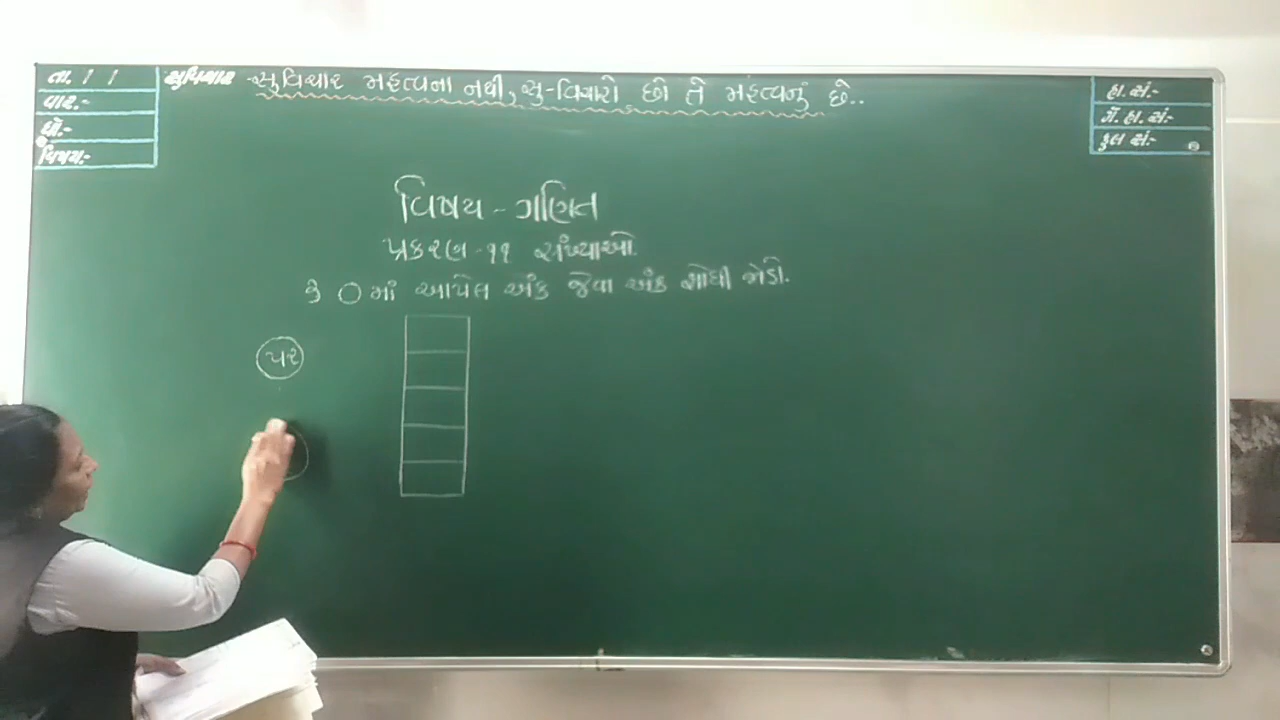 તા. / /
વાર.-
ધો.-
વિષય.-
સુવિચાર - સુવિચાર મહત્વના નથી, સુ-વિચારો છો તે મહત્વનું છે..
હા. સં.-
ગે. હા. સં.-
કુલ સં.-
વિષય - ગણિત
પ્રકરણ - ૧૧ સંખ્યાઓ.
૩ ○ માં આપેલ અંક જેવા અંક શોધી જોડો.
૫૨